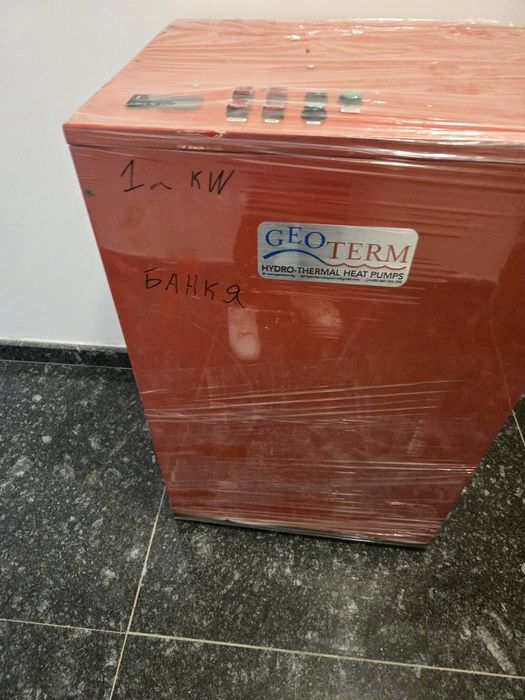 1~ KW
БАНКЯ
GEOTERM
HYDRO-THERMAL HEAT PUMPS